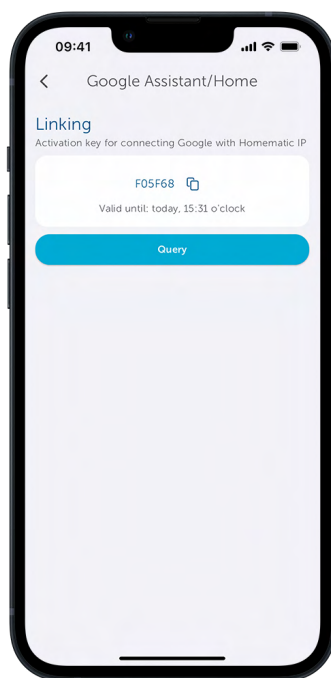 09:41
Google Assistant/Home
Linking
Activation key for connecting Google with Homematic IP
F05F68
Valid until: today, 15:31 o'clock
Query